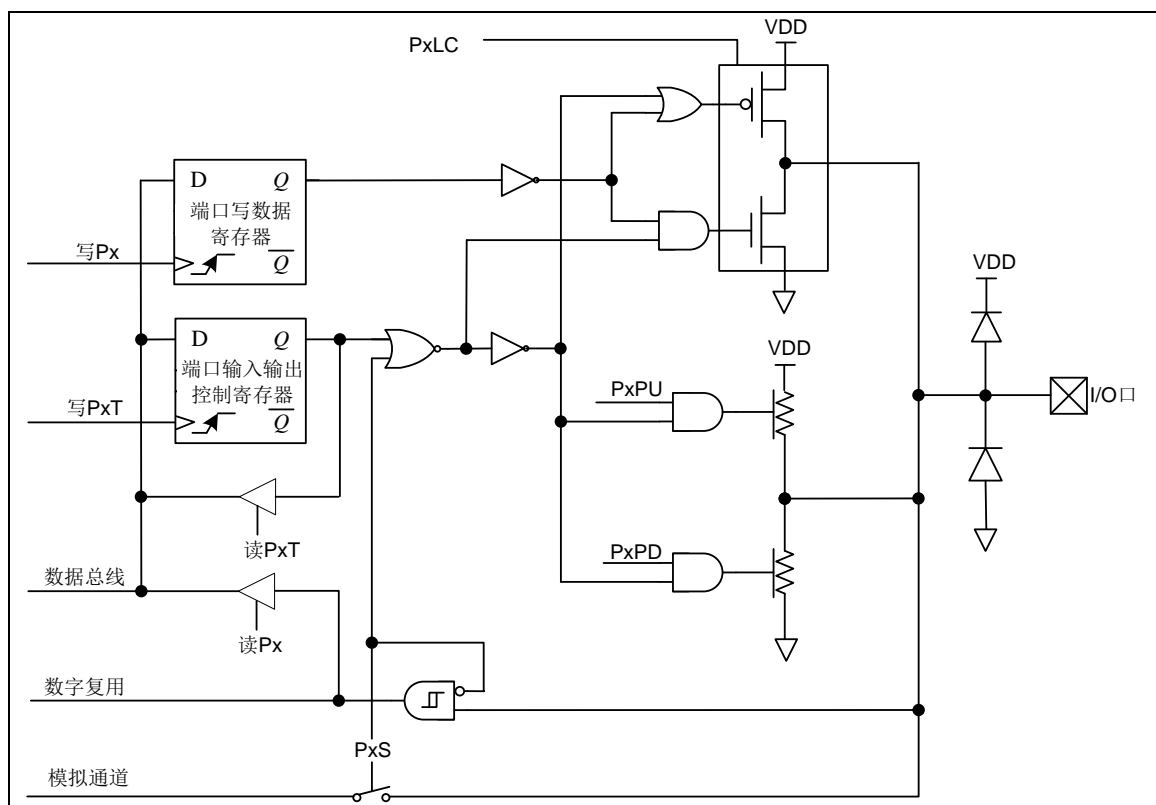 VDD
PxLC
D Q
端口写数据
寄存器
Q
写Px
VDD
D Q
端口输入输出
控制寄存器
Q
写PxT
VDD
PxPU
I/O口
读PxT
PxPD
数据总线
读Px
数字复用
PxS
模拟通道